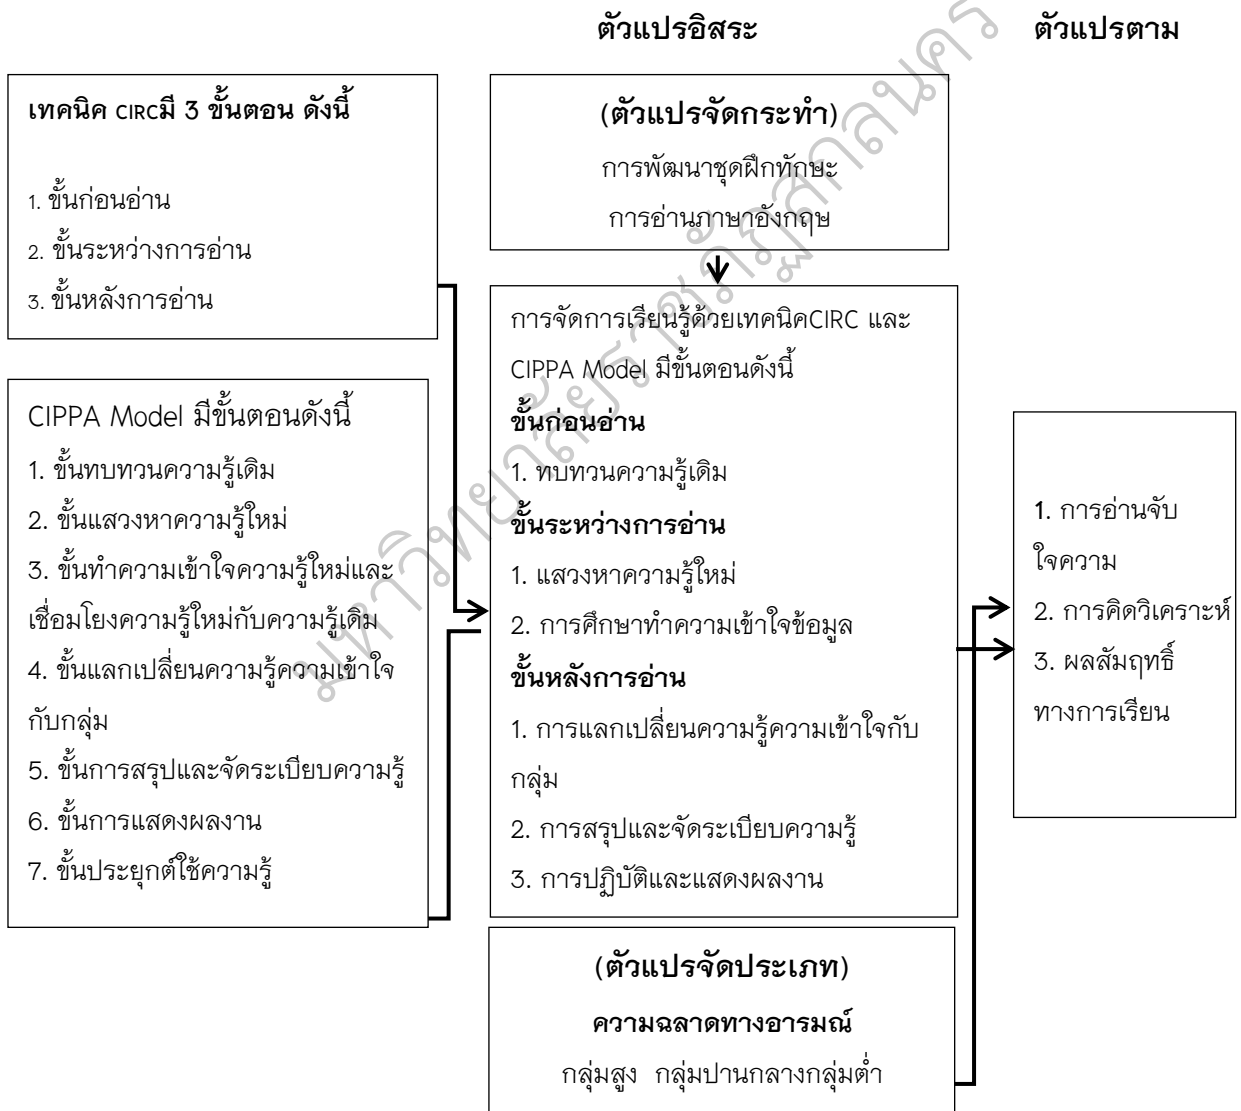 ตัวแปรอิสระ
ตัวแปรตาม
เทคนิค CIRCมี 3 ขั้นตอน ดังนี้
1. ขั้นก่อนอ่าน
2. ขั้นระหว่างการอ่าน
3. ขั้นหลังการอ่าน
CIPPA Model มีขั้นตอนดังนี้
1. ขั้นทบทวนความรู้เดิม
2. ขั้นแสวงหาความรู้ใหม่
3. ขั้นทำความเข้าใจความรู้ใหม่และ
เชื่อมโยงความรู้ใหม่กับความรู้เดิม
4. ขั้นแลกเปลี่ยนความรู้ความเข้าใจ
กับกลุ่ม
5. ขั้นการสรุปและจัดระเบียบความรู้
6. ขั้นการแสดงผลงาน
7. ขั้นประยุกต์ใช้ความรู้
(ตัวแปรจัดกระทำ)
การพัฒนาชุดฝึกทักษะ
การอ่านภาษาอังกฤษ
การจัดการเรียนรู้ด้วยเทคนิคCIRC และ
CIPPA Model มีขั้นตอนดังนี้
ขั้นก่อนอ่าน
1. ทบทวนความรู้เดิม
ขั้นระหว่างการอ่าน
1. แสวงหาความรู้ใหม่
2. การศึกษาทำความเข้าใจข้อมูล
ขั้นหลังการอ่าน
1. การแลกเปลี่ยนความรู้ความเข้าใจกับ
กลุ่ม
2. การสรุปและจัดระเบียบความรู้
3. การปฏิบัติและแสดงผลงาน
(ตัวแปรจัดประเภท)
ความฉลาดทางอารมณ์
กลุ่มสูง กลุ่มปานกลางกลุ่มต่ำ
1. การอ่านจับ
ใจความ
2. การคิดวิเคราะห์
3. ผลสัมฤทธิ์
ทางการเรียน
มหาวิทยาลัยราชภัฏสกลนคร